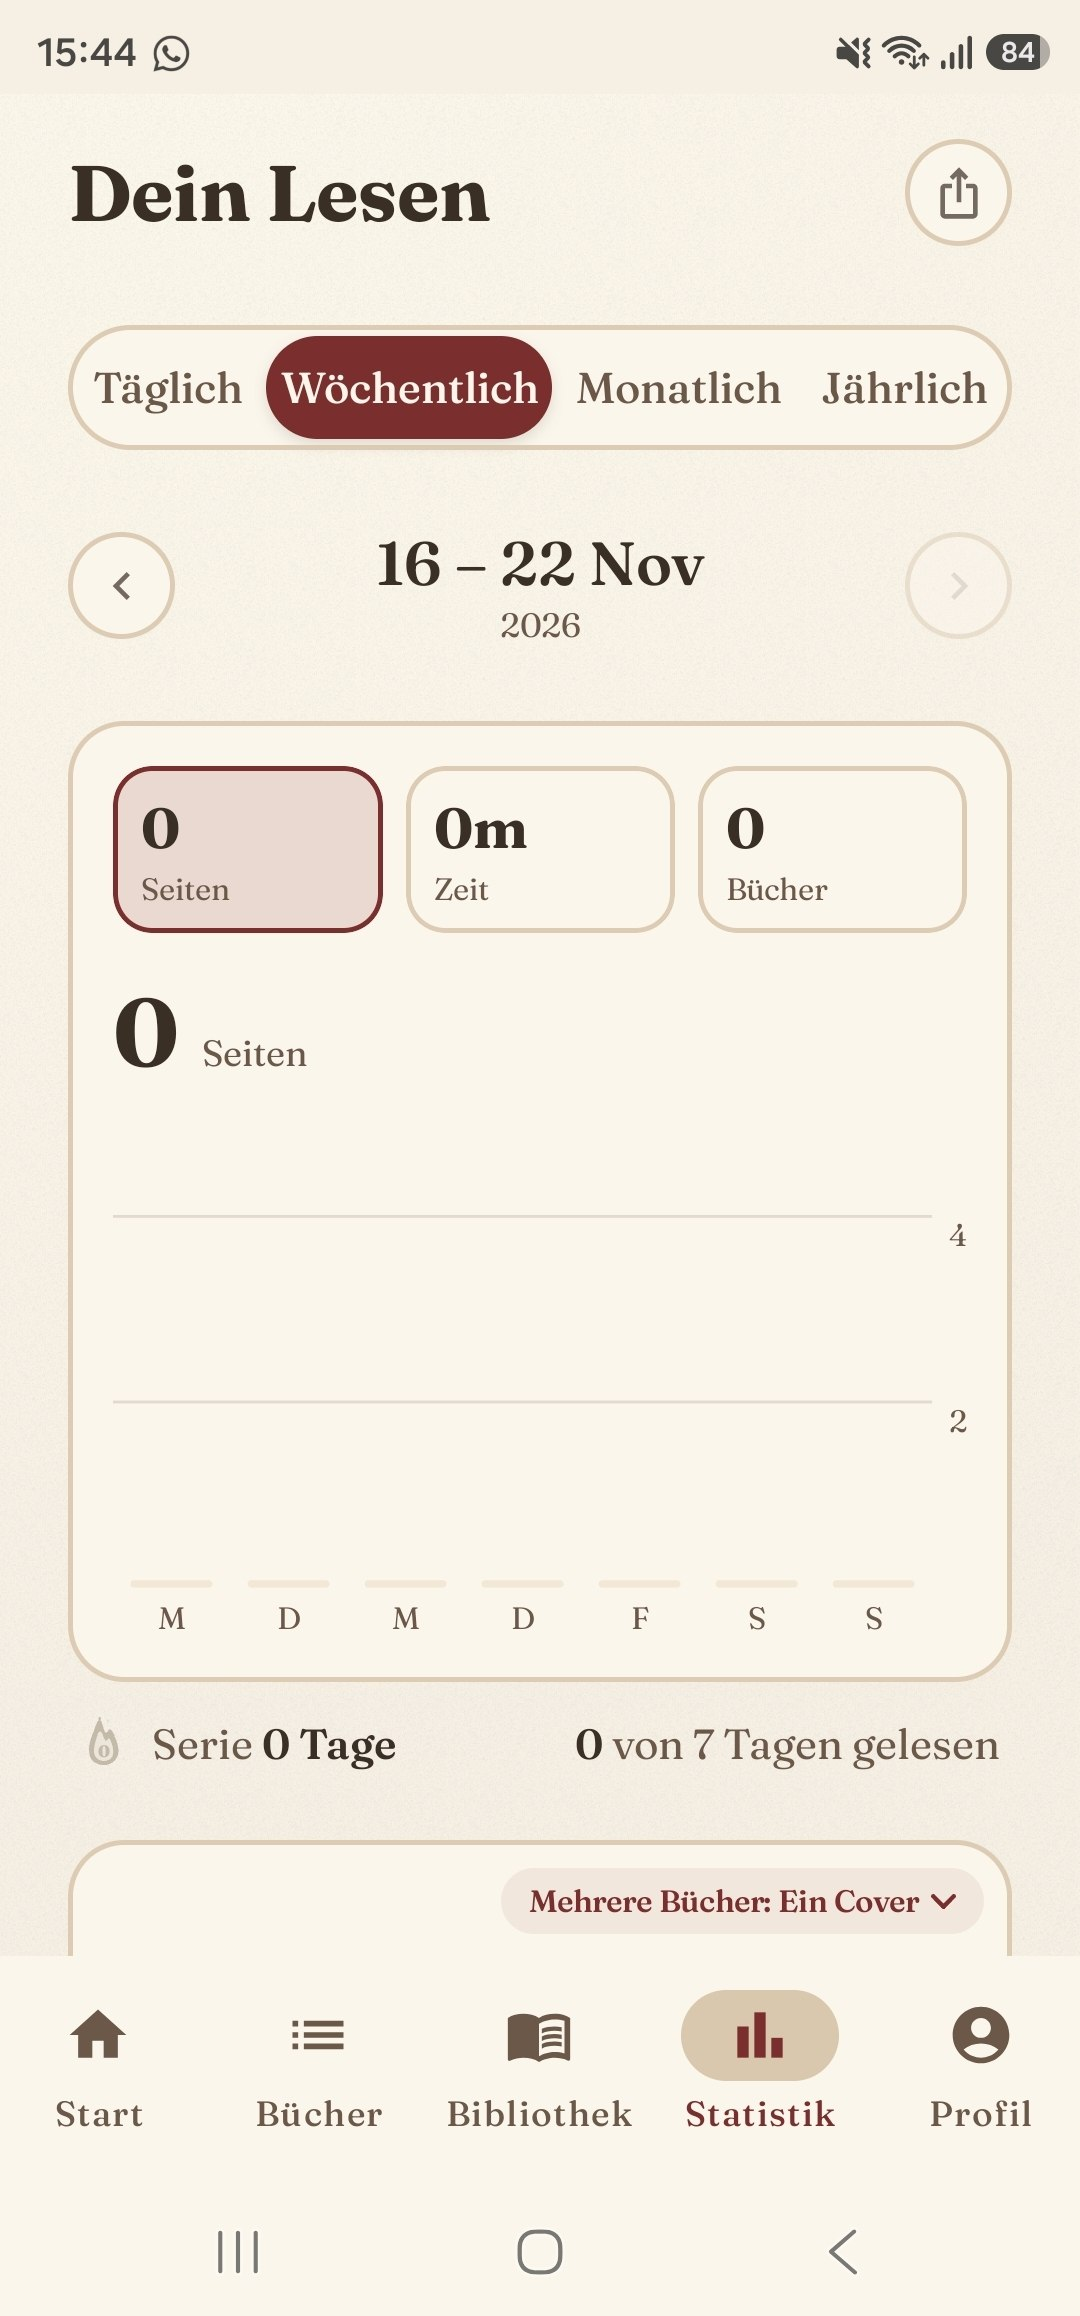 15:44
84
Dein Lesen
Täglich Wöchentlich Monatlich Jährlich
16 – 22 Nov
2026
0 0m 0
Seiten Zeit Bücher
0 Seiten
4
2
M D M D F S S
0 Serie 0 Tage 0 von 7 Tagen gelesen
Mehrere Bücher: Ein Cover
Start Bücher Bibliothek Statistik Profil